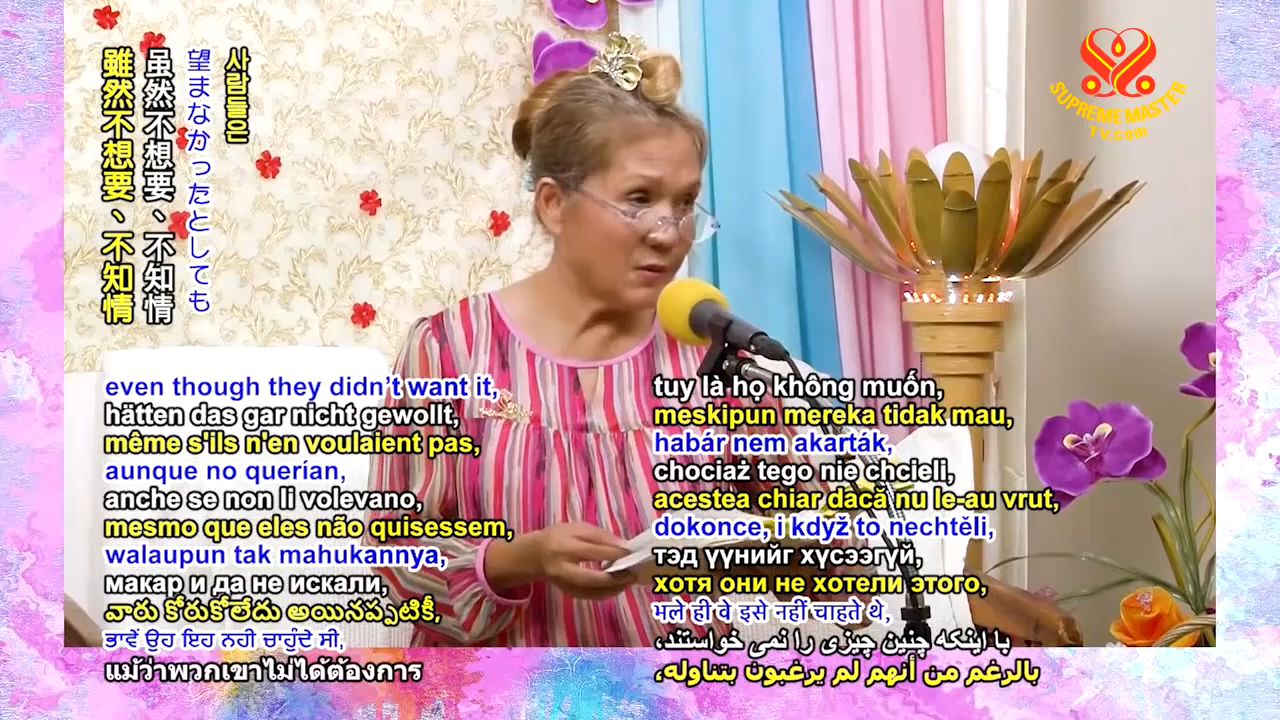 SUPREME MASTER
TV.com
사람들은
望まなかったとしても
虽然不想要、不知情
雖然不想要、不知情
even though they didn't want it,
hätten das gar nicht gewollt,
même s'ils n'en voulaient pas,
aunque no querían,
anche se non li volevano,
mesmo que eles não quisessem,
walaupun tak mahukannya,
макар и да не искали,
వారు కోరుకోలేదు అయినప్పటికీ,
ਭਾਵੇਂ ਉਹ ਇਹ ਨਹੀ ਚਾਹੁੰਦੇ ਸੀ,
แม้ว่าพวกเขาไม่ได้ต้องการ
tuy là họ không muốn,
meskipun mereka tidak mau,
habár nem akarták,
chociaż tego nie chcieli,
acestea chiar dacă nu le-au vrut,
dokonce, i když to nechtěli,
тэд үүнийг хүсээгүй,
хотя они не хотели этого,
भले ही वे इसे नहीं चाहते थे,
با اینکه چنین چیزی را نمی خواستند،
بالرغم من أنهم لم يرغبون بتناوله،